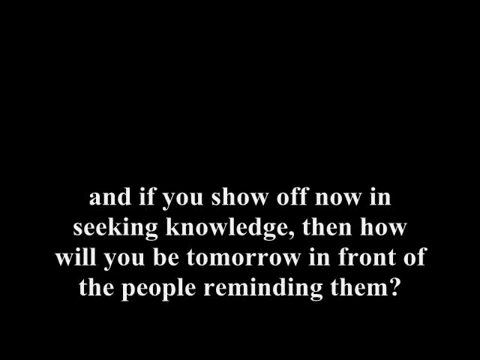 and if you show off now in
seeking knowledge, then how
will you be tomorrow in front of
the people reminding them?